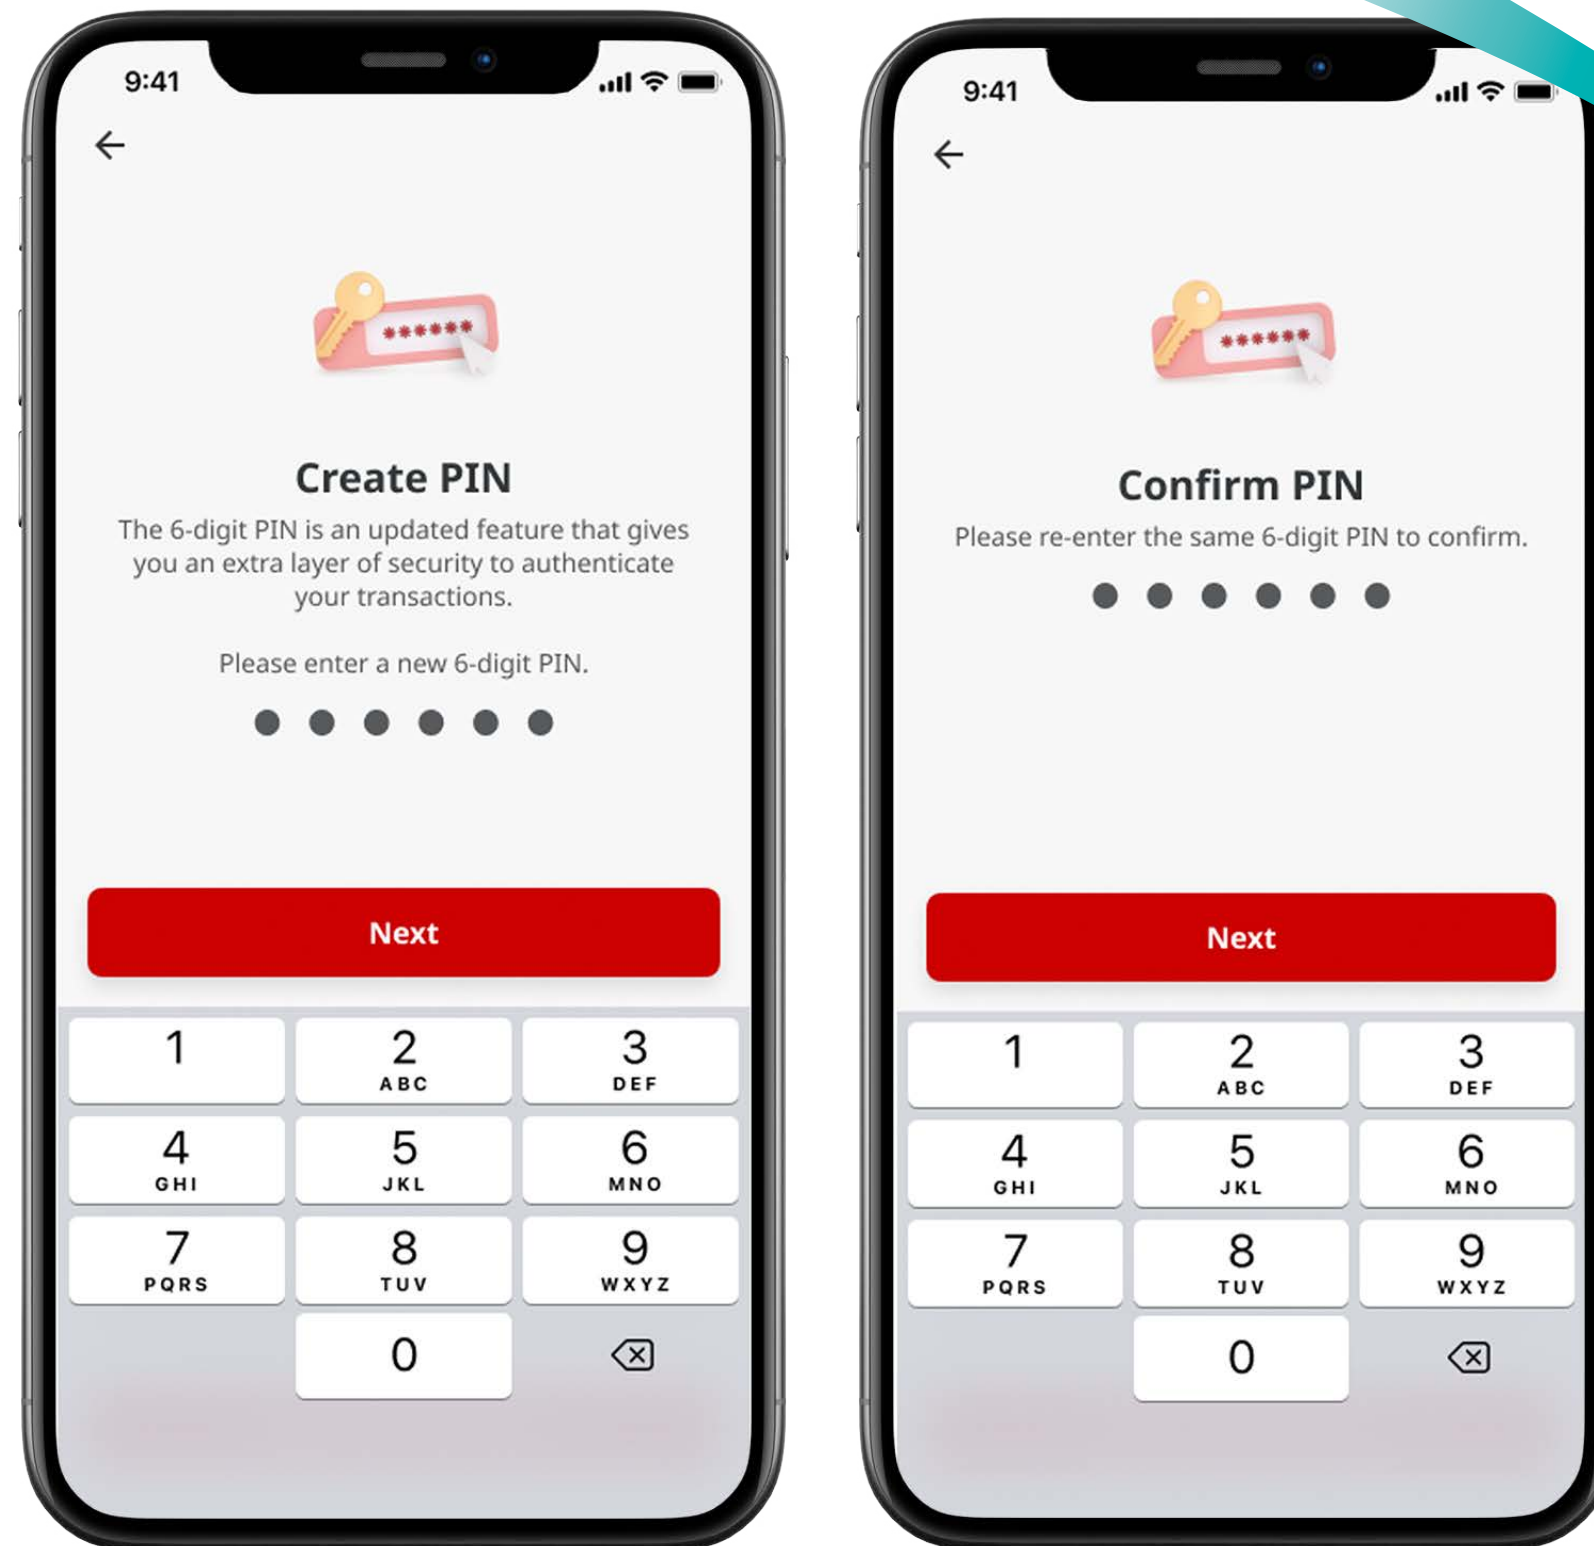 9:41
Create PIN
The 6-digit PIN is an updated feature that gives
you an extra layer of security to authenticate
your transactions.
Please enter a new 6-digit PIN.
Next
1
2
ABC
3
DEF
4
GHI
5
JKL
6
MNO
7
PQRS
8
TUV
9
WXYZ
0
9:41
Confirm PIN
Please re-enter the same 6-digit PIN to confirm.
Next
1
2
ABC
3
DEF
4
GHI
5
JKL
6
MNO
7
PQRS
8
TUV
9
WXYZ
0